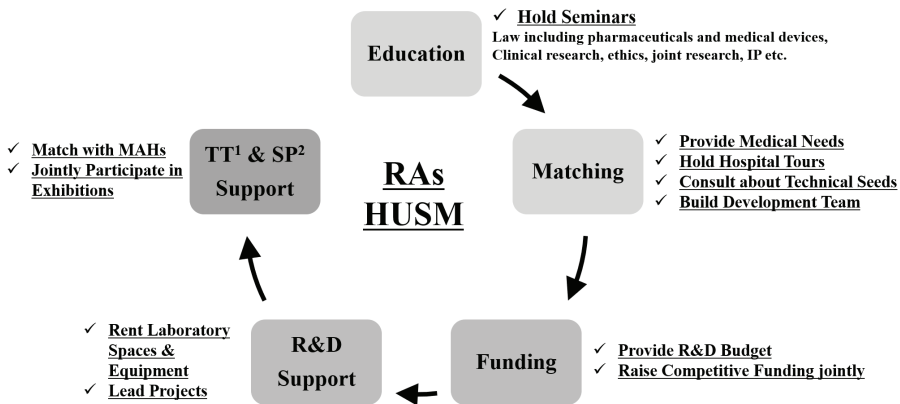 Education
✓ Hold Seminars
Law including pharmaceuticals and medical devices,
Clinical research, ethics, joint research, IP etc.
Matching
✓ Provide Medical Needs
✓ Hold Hospital Tours
✓ Consult about Technical Seeds
✓ Build Development Team
Funding
✓ Provide R&D Budget
✓ Raise Competitive Funding jointly
R&D
Support
✓ Rent Laboratory
Spaces &
Equipment
✓ Lead Projects
TT¹ & SP²
Support
✓ Match with MAHs
✓ Jointly Participate in
Exhibitions
RAs
HUSM